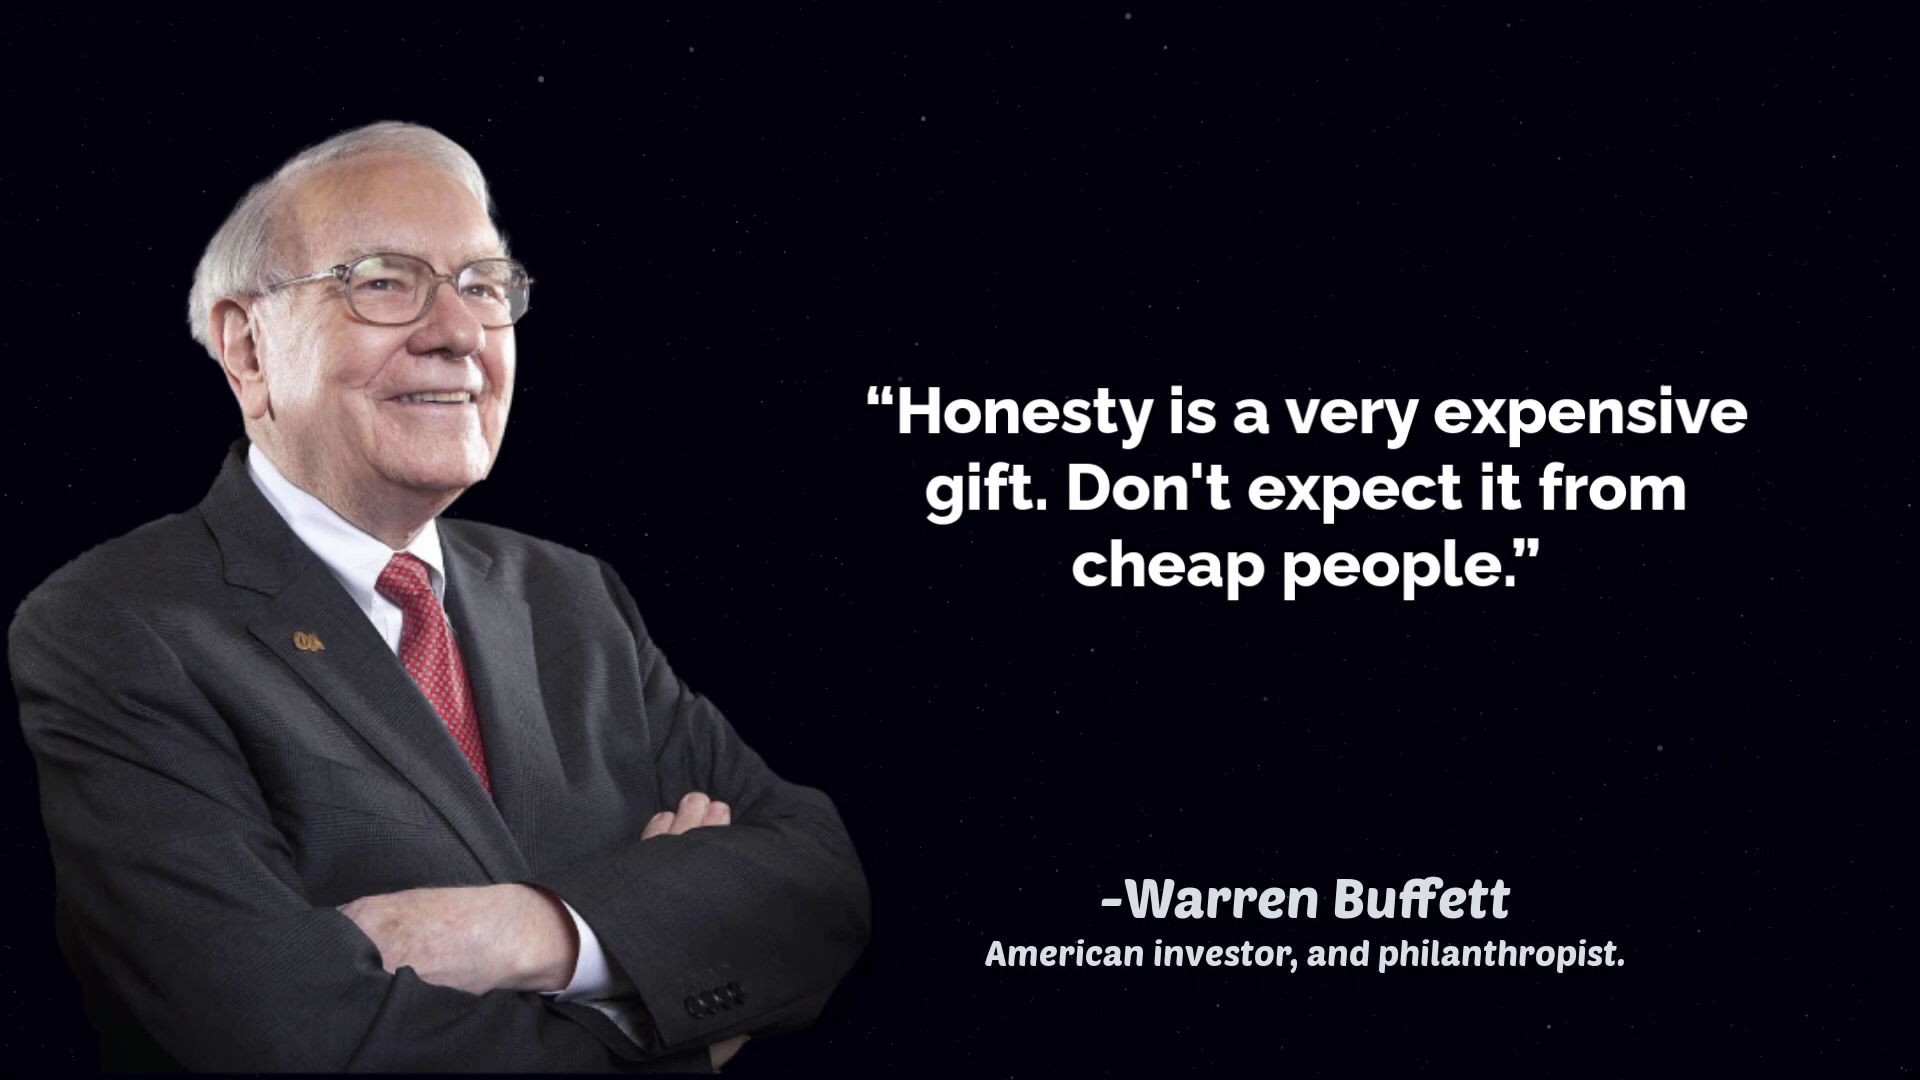 “Honesty is a very expensive
gift. Don't expect it from
cheap people.”
-Warren Buffett
American investor, and philanthropist.